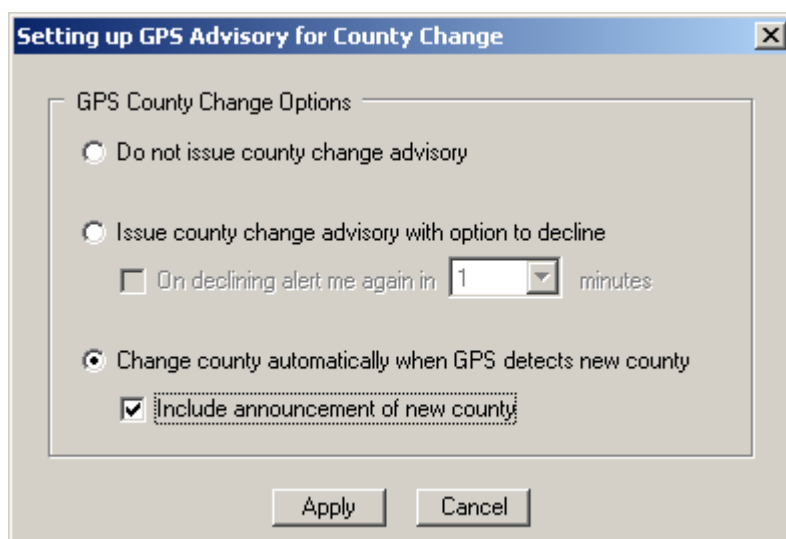 Setting up GPS Advisory for County Change
GPS County Change Options
Do not issue county change advisory
Issue county change advisory with option to decline
On declining alert me again in 1 minutes
Change county automatically when GPS detects new county
Include announcement of new county
Apply Cancel